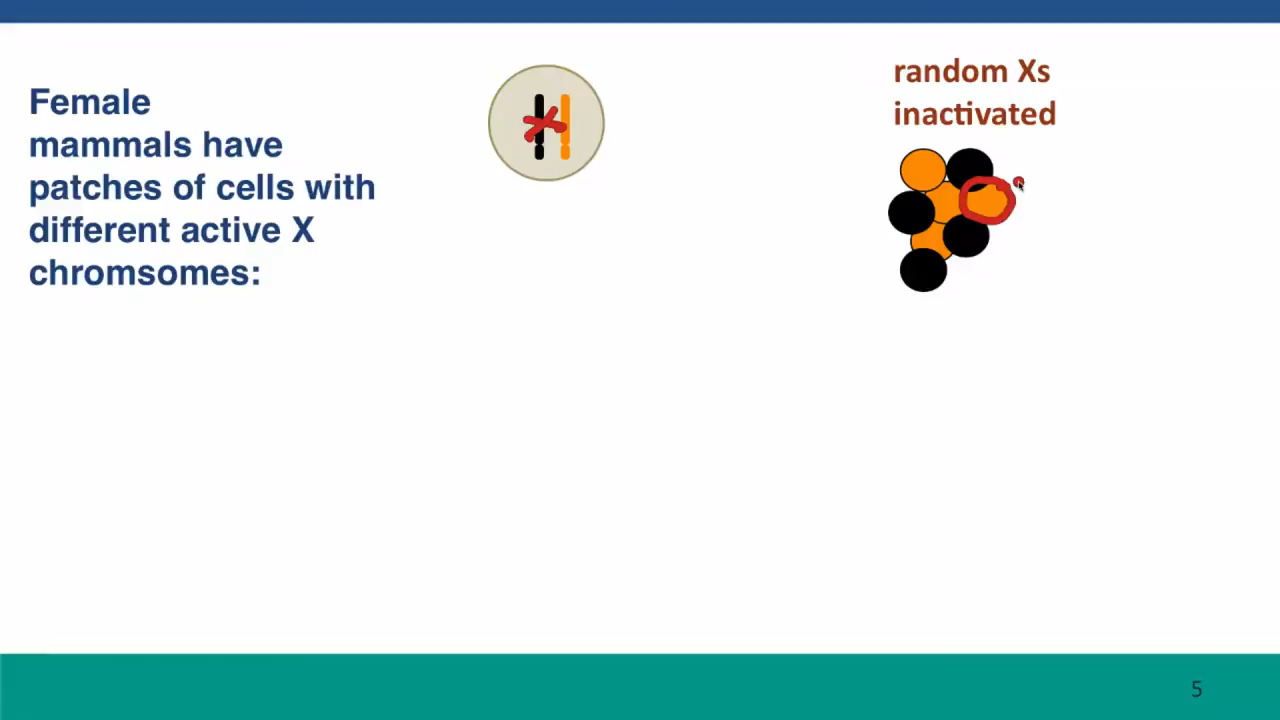 Female
mammals have
patches of cells with
different active X
chromsomes:
random Xs
inactivated
5